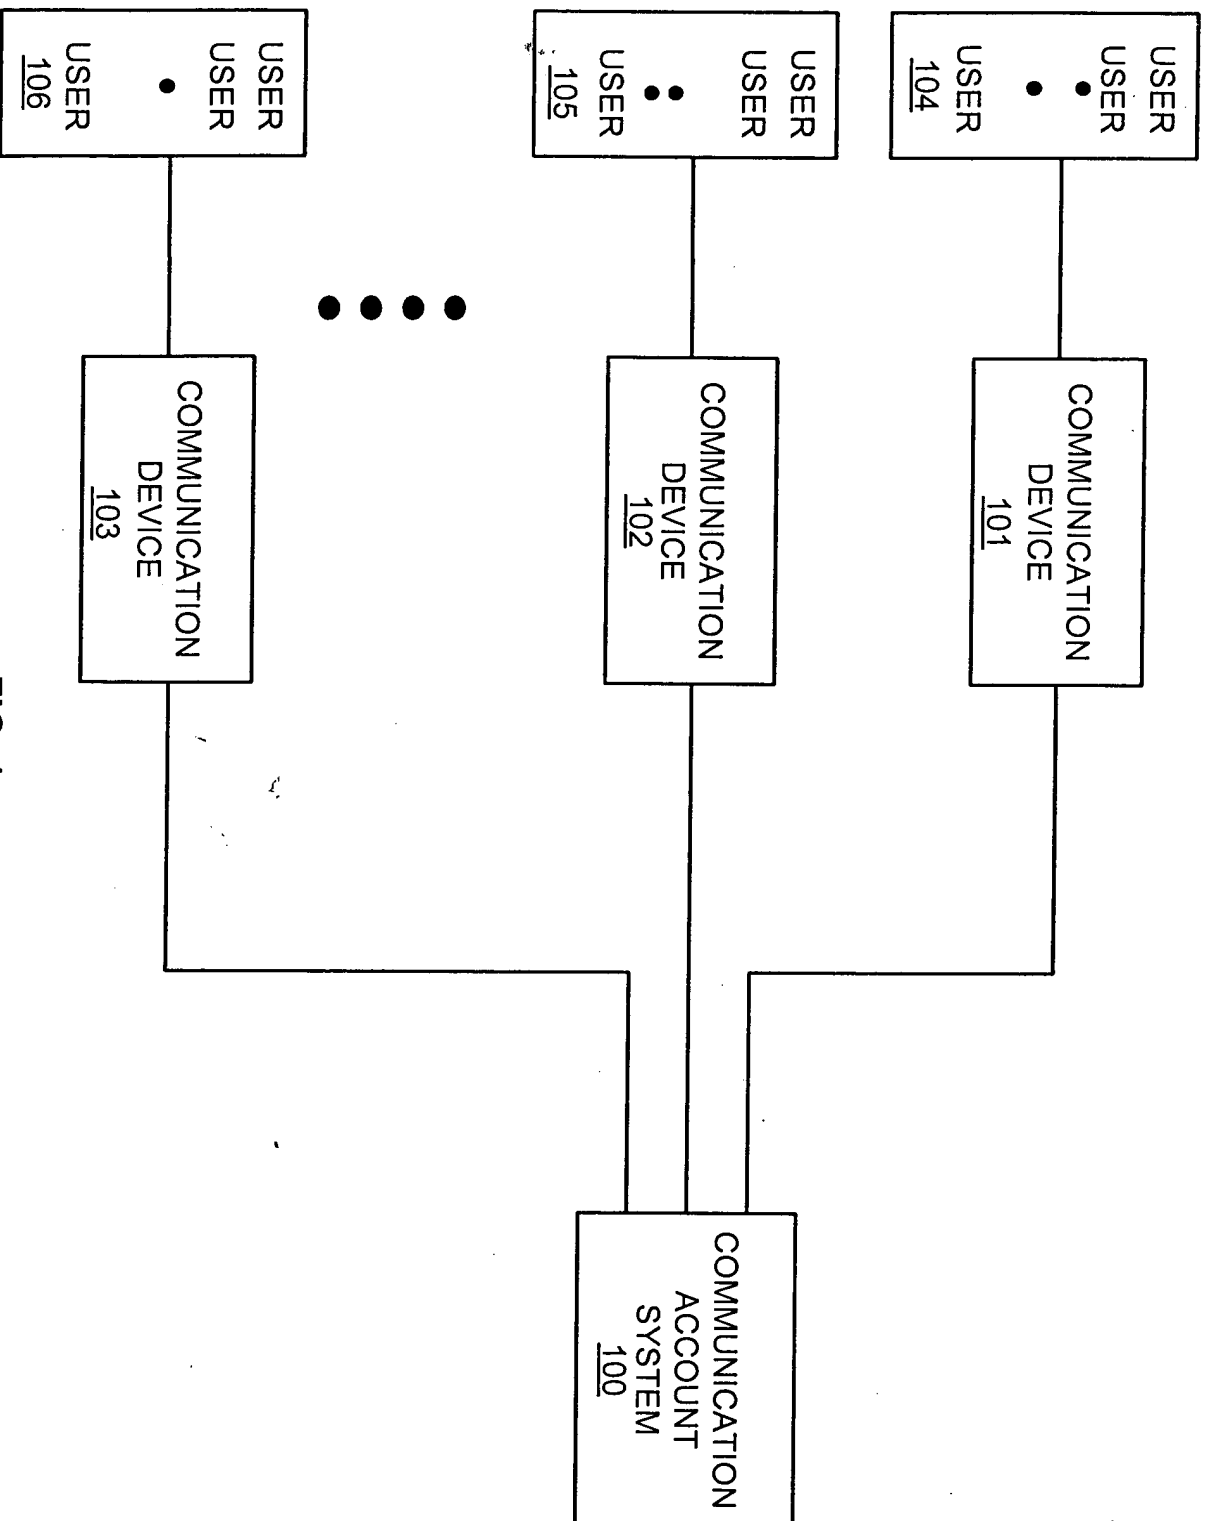 USER
USER
USER
104
COMMUNICATION
DEVICE
101
USER
USER
USER
105
COMMUNICATION
DEVICE
102
COMMUNICATION
ACCOUNT
SYSTEM
100
USER
USER
USER
106
COMMUNICATION
DEVICE
103